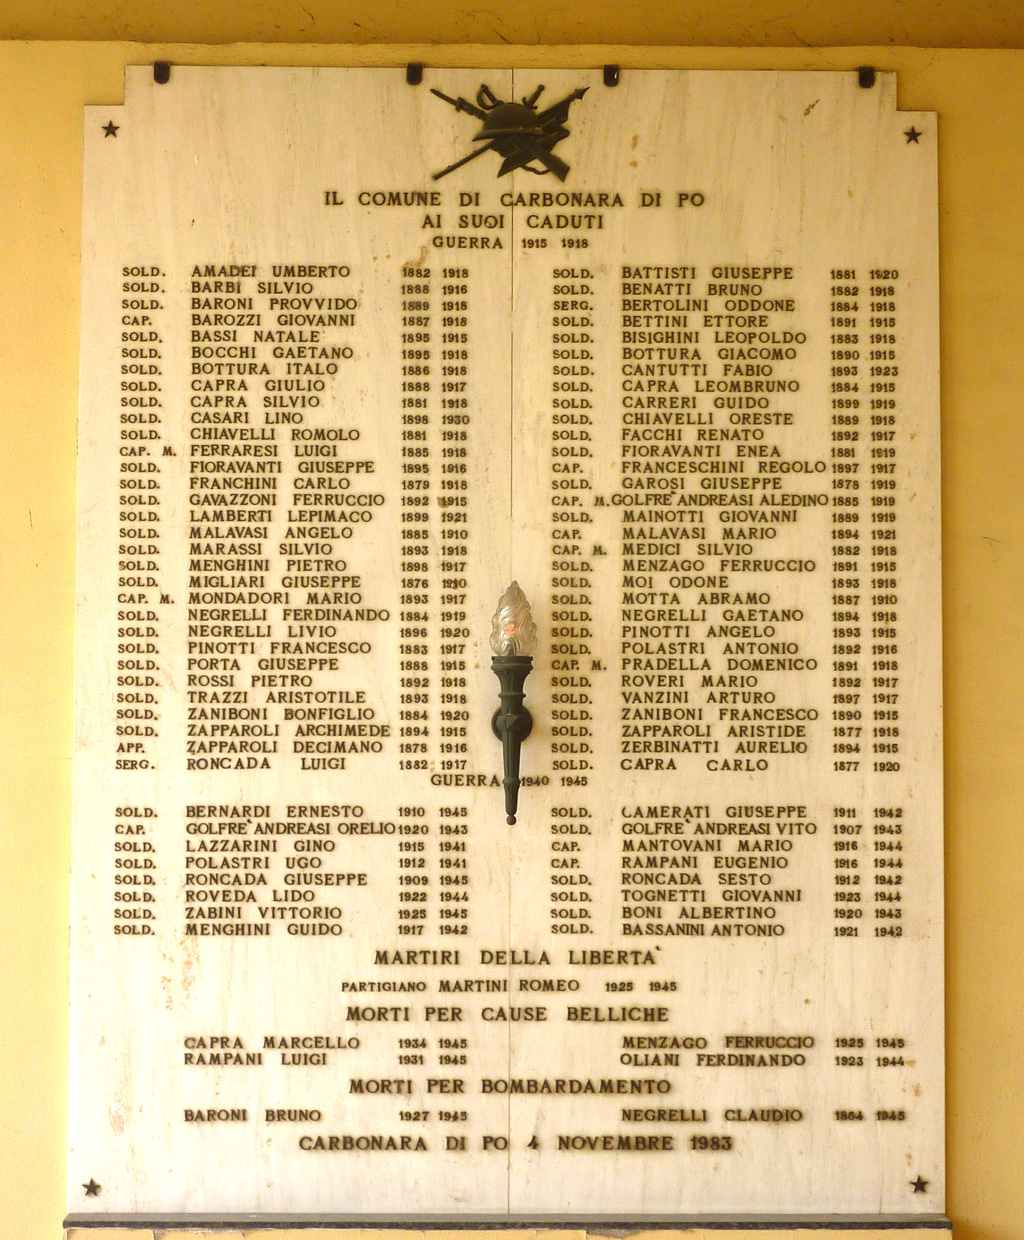 IL COMUNE DI CARBONARA DI PO
AI SUOI CADUTI
GUERRA 1915 1918
SOLD. AMADEI UMBERTO 1882 1918
SOLD. BARBI SILVIO 1888 1916
SOLD. BARONI PROVVIDO 1889 1918
CAP. BAROZZI GIOVANNI 1887 1918
SOLD. BASSI NATALE 1895 1915
SOLD. BOCCHI GAETANO 1895 1918
SOLD. BOTTURA ITALO 1886 1918
SOLD. CAPRA GIULIO 1888 1917
SOLD. CAPRA SILVIO 1881 1918
SOLD. CASARI LINO 1898 1930
SOLD. CHIAVELLI ROMOLO 1881 1918
CAP. M. FERRARESI LUIGI 1885 1918
SOLD. FIORAVANTI GIUSEPPE 1895 1916
SOLD. FRANCHINI CARLO 1879 1918
SOLD. GAVAZZONI FERRUCCIO 1892 1915
SOLD. LAMBERTI LEPIMACO 1899 1921
SOLD. MALAVASI ANGELO 1885 1910
SOLD. MARASSI SILVIO 1893 1918
SOLD. MENGHINI PIETRO 1898 1917
SOLD. MIGLIARI GIUSEPPE 1876
CAP. M. MONDADORI MARIO 1893 1917
SOLD. NEGRELLI FERDINANDO 1884 1919
SOLD. NEGRELLI LIVIO 1896 1920
SOLD. PINOTTI FRANCESCO 1883 1917
SOLD. PORTA GIUSEPPE 1888 1915
SOLD. ROSSI PIETRO 1892 1918
SOLD. TRAZZI ARISTOTILE 1893 1918
SOLD. ZANIBONI BONFIGLIO 1884 1920
SOLD. ZAPPAROLI ARCHIMEDE 1894 1915
APP. ZAPPAROLI DECIMANO 1878 1916
SERG. RONCADA LUIGI 1882 1917
SOLD. BATTISTI GIUSEPPE 1881 1920
SOLD. BENATTI BRUNO 1882 1918
SERG. BERTOLINI ODDONE 1884 1918
SOLD. BETTINI ETTORE 1891 1915
SOLD. BISIGHINI LEOPOLDO 1883 1918
SOLD. BOTTURA GIACOMO 1890 1915
SOLD. CANTUTTI FABIO 1893 1923
SOLD. CAPRA LEOMBRUNO 1884 1915
SOLD. CARRERI GUIDO 1899 1919
SOLD. CHIAVELLI ORESTE 1889 1918
SOLD. FACCHI RENATO 1892 1917
SOLD. FIORAVANTI ENEA 1881 1919
CAP. FRANCESCHINI REGOLO 1897 1917
SOLD. GAROSI GIUSEPPE 1878 1919
CAP. M. GOLFRE' ANDREASI ALEDINO 1885 1919
SOLD. MAINOTTI GIOVANNI 1889 1919
CAP. MALAVASI MARIO 1894 1921
CAP. M. MEDICI SILVIO 1882 1918
SOLD. MENZAGO FERRUCCIO 1891 1915
SOLD. MOI ODONE 1893 1918
SOLD. MOTTA ABRAMO 1887 1910
SOLD. NEGRELLI GAETANO 1894 1918
SOLD. PINOTTI ANGELO 1893 1915
SOLD. POLASTRI ANTONIO 1892 1916
CAP. M. PRADELLA DOMENICO 1891 1918
SOLD. ROVERI MARIO 1892 1917
SOLD. VANZINI ARTURO 1897 1917
SOLD. ZANIBONI FRANCESCO 1890 1915
SOLD. ZAPPAROLI ARISTIDE 1877 1918
SOLD. ZERBINATTI AURELIO 1894 1915
SOLD. CAPRA CARLO 1877 1920
GUERRA 1940 1945
SOLD. BERNARDI ERNESTO 1910 1945
CAP. GOLFRE' ANDREASI ORELIO 1920 1943
SOLD. LAZZARINI GINO 1915 1941
SOLD. POLASTRI UGO 1912 1941
SOLD. RONCADA GIUSEPPE 1909 1945
SOLD. ROVEDA LIDO 1922 1944
SOLD. ZABINI VITTORIO 1925 1945
SOLD. MENGHINI GUIDO 1917 1942
SOLD. CAMERATI GIUSEPPE 1911 1942
SOLD. GOLFRE' ANDREASI VITO 1907 1943
CAP. MANTOVANI MARIO 1916 1944
CAP. RAMPANI EUGENIO 1916 1944
SOLD. RONCADA SESTO 1912 1942
SOLD. TOGNETTI GIOVANNI 1923 1944
SOLD. BONI ALBERTINO 1920 1943
SOLD. BASSANINI ANTONIO 1921 1942
MARTIRI DELLA LIBERTA'
PARTIGIANO MARTINI ROMEO 1925 1945
MORTI PER CAUSE BELLICHE
CAPRA MARCELLO 1934 1945
RAMPANI LUIGI 1931 1945
MENZAGO FERRUCCIO 1925 1945
OLIANI FERDINANDO 1923 1944
MORTI PER BOMBARDAMENTO
BARONI BRUNO 1927 1945
NEGRELLI CLAUDIO 1864 1945
CARBONARA DI PO 4 NOVEMBRE 1983